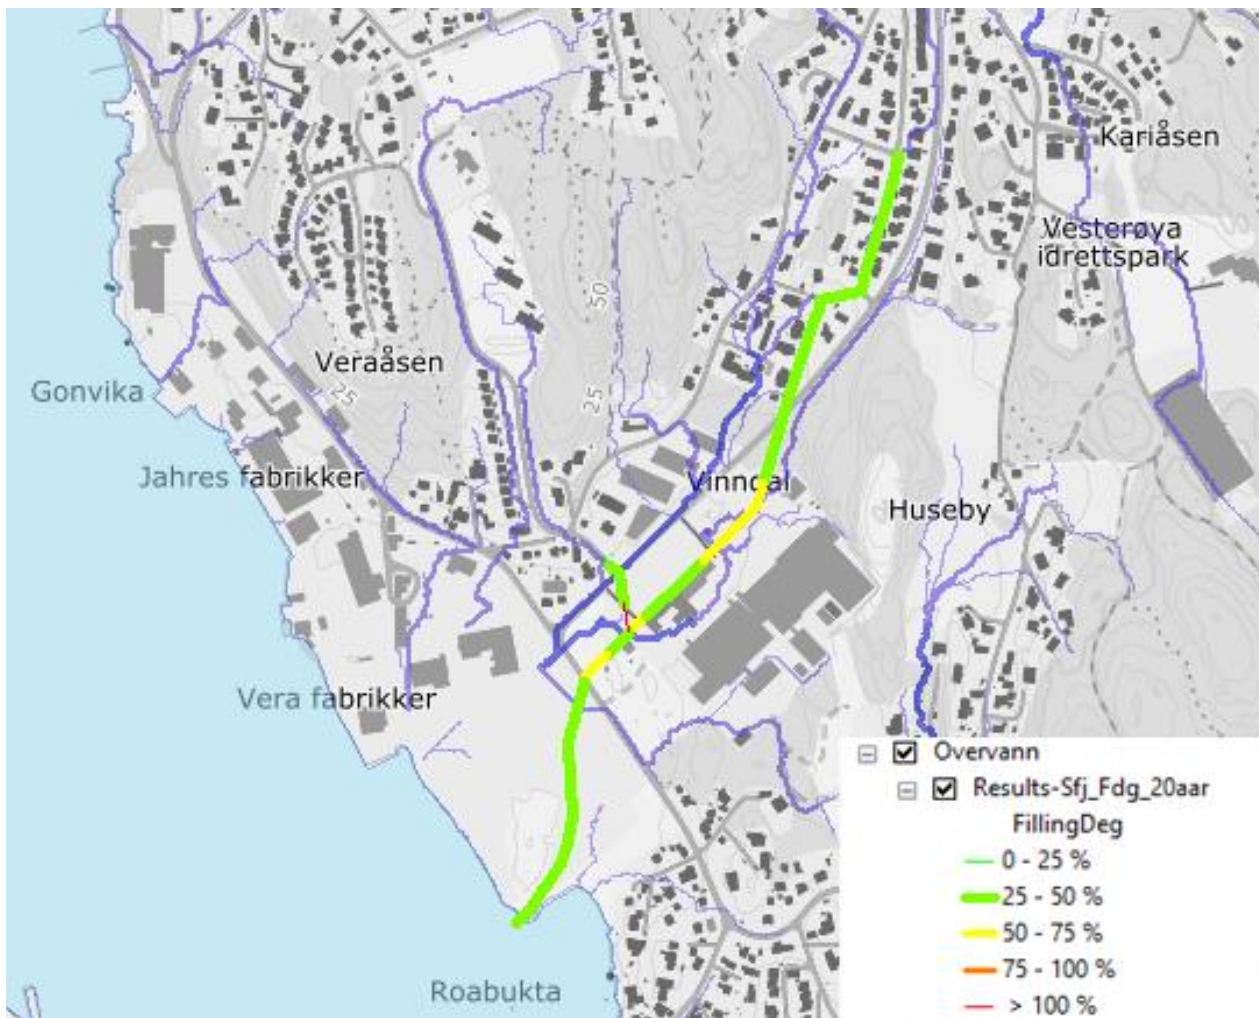 Kariåsen
Vesterøya
idrettspark
50
Veraåsen
25
25
Gonvika
Jahres fabrikker
Vinndal
Huseby
Vera fabrikker
Roabukta
Overvann
Results-Sfj_Fdg_20aar
FillingDeg
0 - 25 %
25 - 50 %
50 - 75 %
75 - 100 %
> 100 %